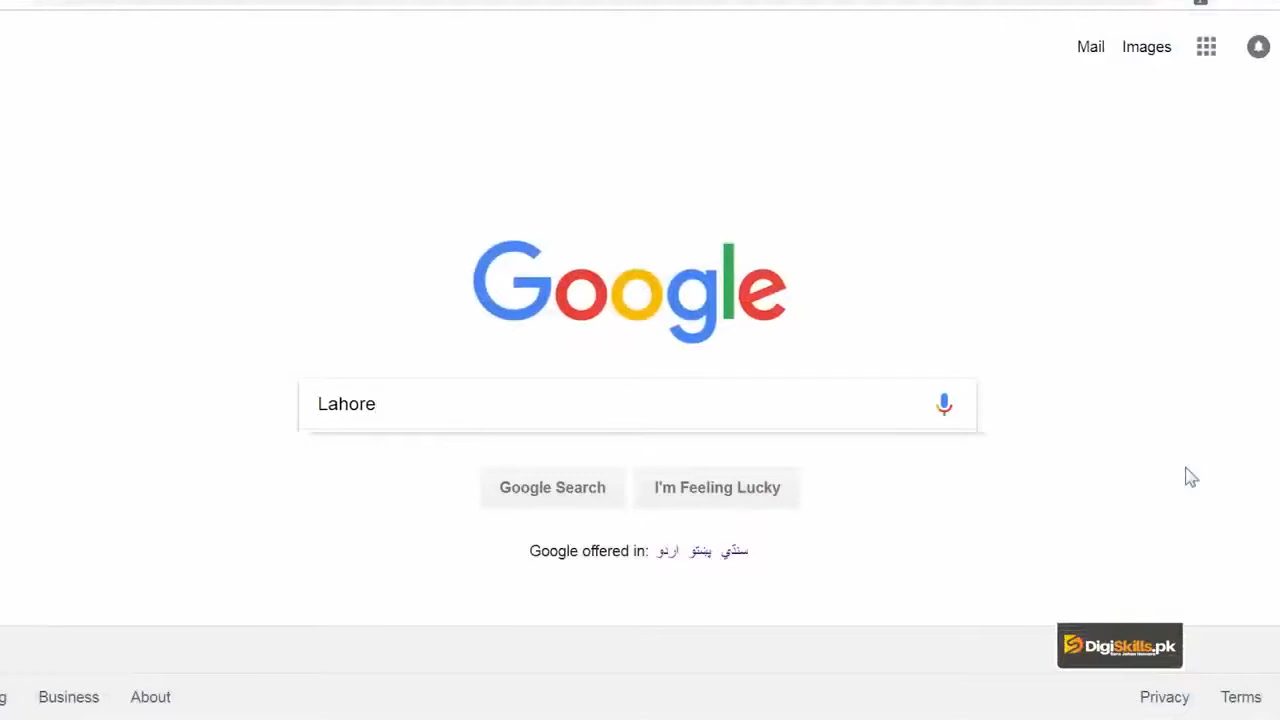 Mail Images
Google
Lahore
Google Search I'm Feeling Lucky
Google offered in: اردو پښتو سنڌي
DigiSkills.pk
Business About Privacy Terms